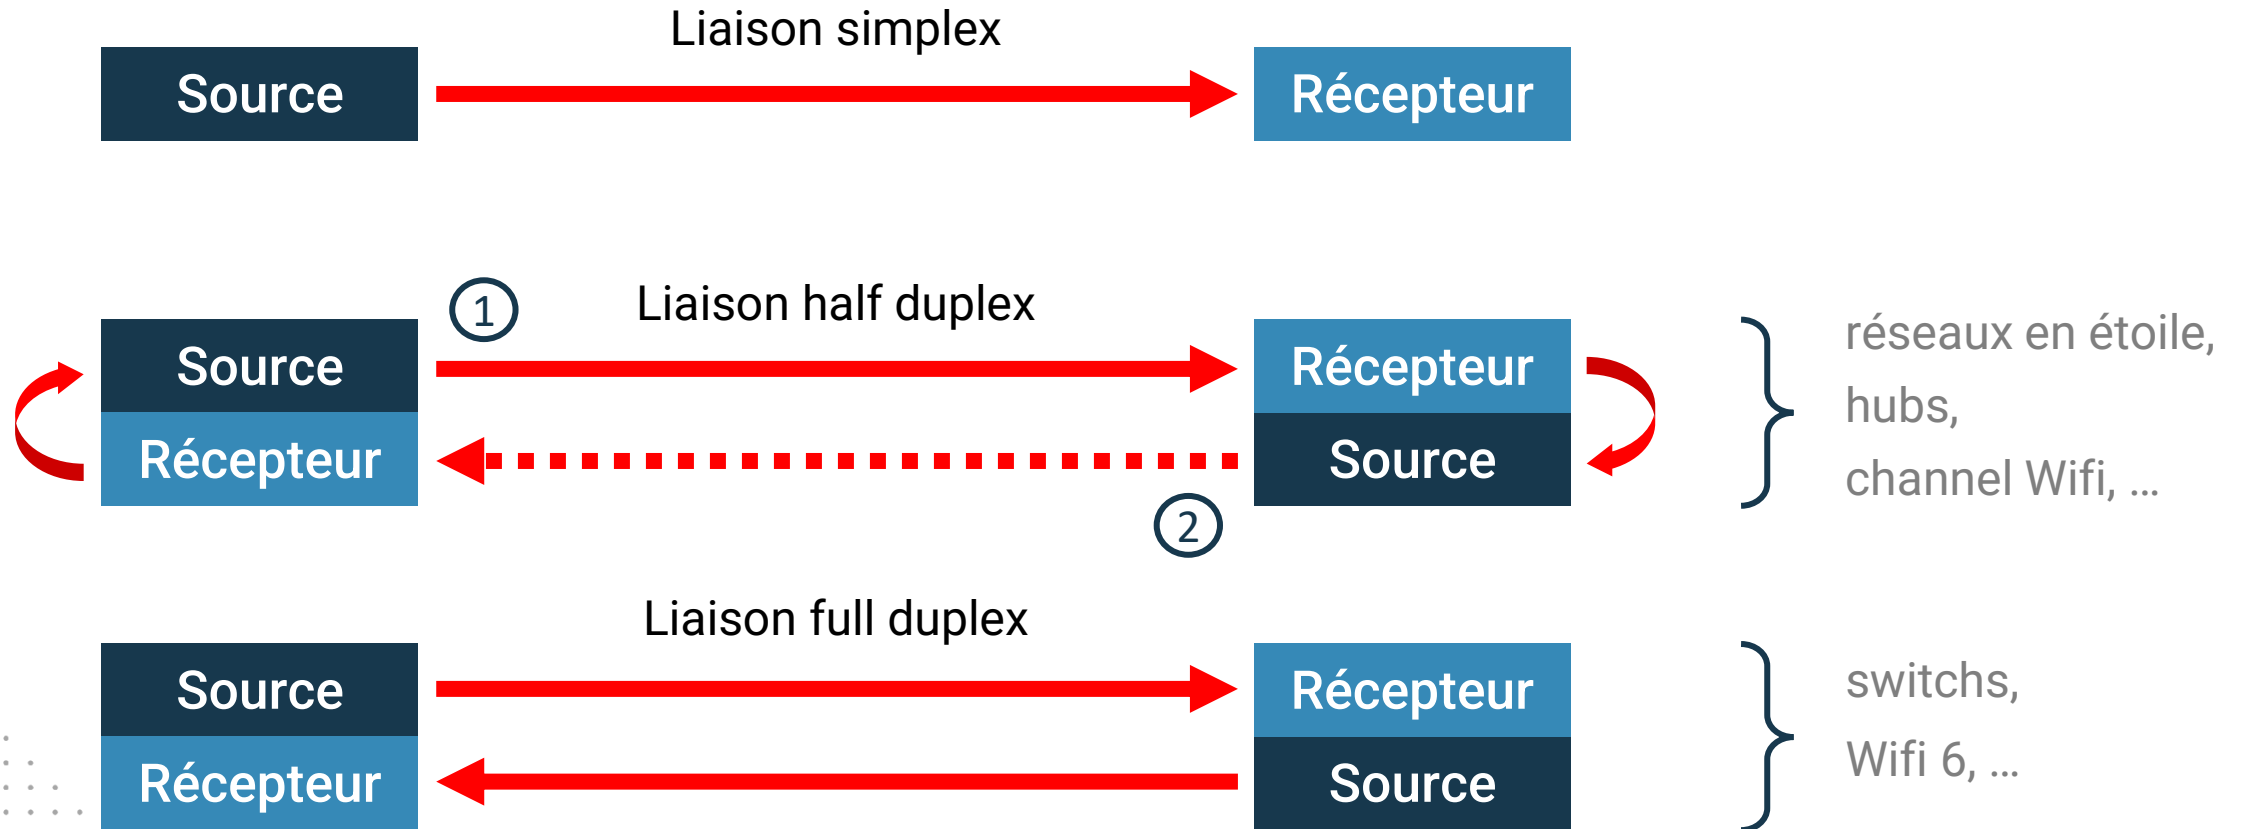 Liaison simplex
Source
Récepteur
1
Liaison half duplex
Source
Récepteur
Récepteur
Source
2
réseaux en étoile,
hubs,
channel Wifi, ...
Liaison full duplex
Source
Récepteur
Récepteur
Source
switchs,
Wifi 6, ...